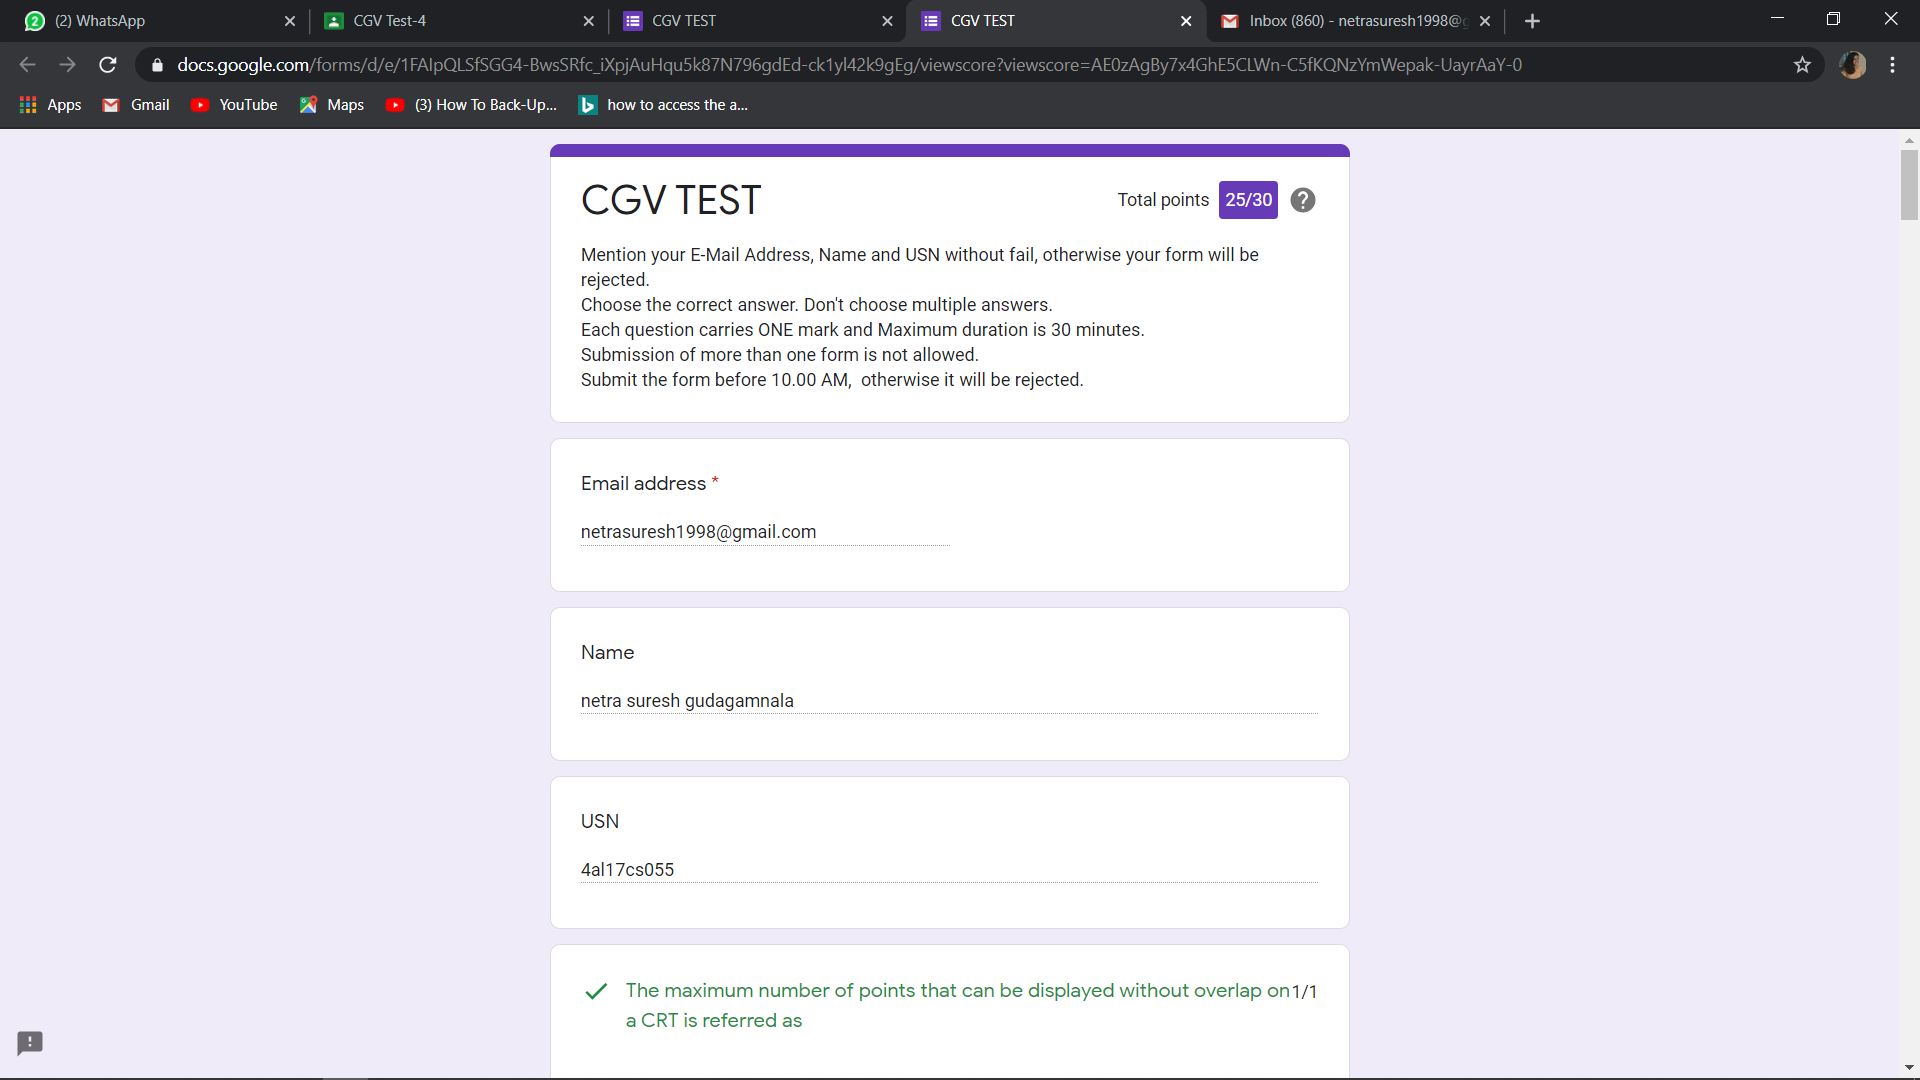 (2) WhatsApp
CGV Test-4
CGV TEST
CGV TEST
Inbox (860) - netrasuresh1998@g
docs.google.com/forms/d/e/1FAIpQLSfSGG4-BwsSRfc_iXpjAuHqu5k87N796gdEd-ck1yl42k9gEg/viewscore?viewscore=AE0zAgBy7x4GhE5CLWn-C5fKQNzYmWepak-UayrAaY-0
Apps
Gmail
YouTube
Maps
(3) How To Back-Up...
how to access the a...
CGV TEST
Total points 25/30
Mention your E-Mail Address, Name and USN without fail, otherwise your form will be
rejected.
Choose the correct answer. Don't choose multiple answers.
Each question carries ONE mark and Maximum duration is 30 minutes.
Submission of more than one form is not allowed.
Submit the form before 10.00 AM,  otherwise it will be rejected.
Email address *
netrasuresh1998@gmail.com
Name
netra suresh gudagamnala
USN
4al17cs055
The maximum number of points that can be displayed without overlap on 1/1
a CRT is referred as